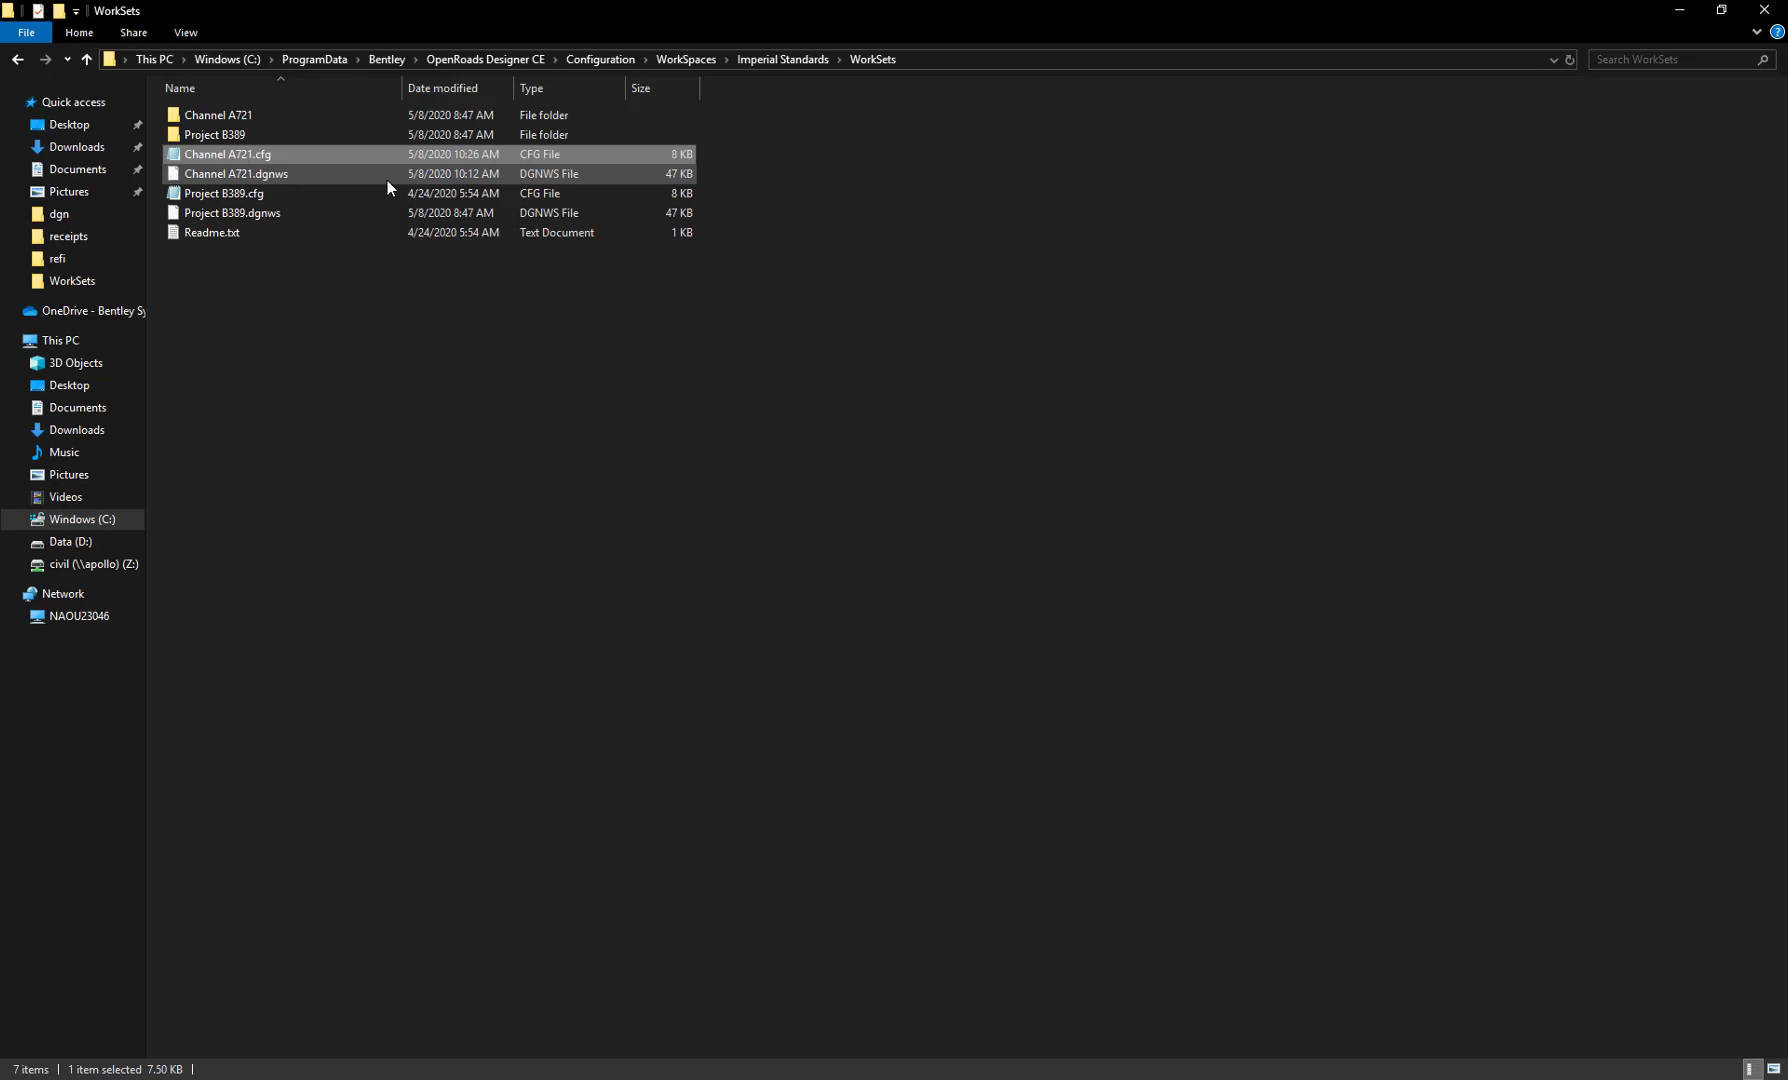 WorkSets
File Home Share View
This PC Windows (C:) ProgramData Bentley OpenRoads Designer CE Configuration WorkSpaces Imperial Standards WorkSets Search WorkSets
Name Date modified Type Size
Channel A721 5/8/2020 8:47 AM File folder
Project B389 5/8/2020 8:47 AM File folder
Channel A721.cfg 5/8/2020 10:26 AM CFG File 8 KB
Channel A721.dgnws 5/8/2020 10:12 AM DGNWS File 47 KB
Project B389.cfg 4/24/2020 5:54 AM CFG File 8 KB
Project B389.dgnws 5/8/2020 8:47 AM DGNWS File 47 KB
Readme.txt 4/24/2020 5:54 AM Text Document 1 KB
Quick access
Desktop
Downloads
Documents
Pictures
dgn
receipts
refi
WorkSets
OneDrive - Bentley Sy
This PC
3D Objects
Desktop
Documents
Downloads
Music
Pictures
Videos
Windows (C:)
Data (D:)
civil (\\apollo) (Z:)
Network
NAOU23046
7 items 1 item selected 7.50 KB